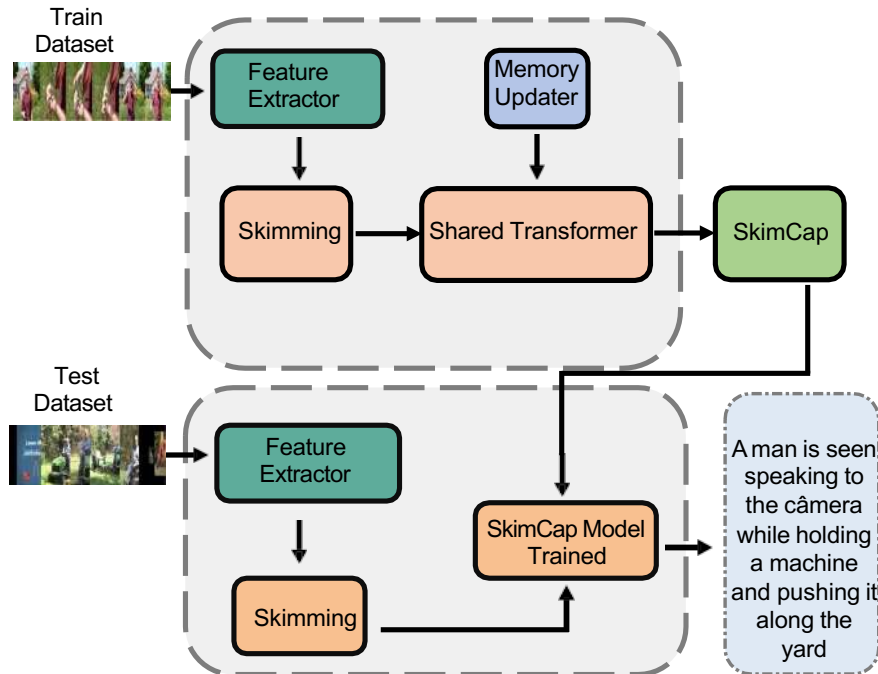 Train
Dataset
Feature
Extractor
Memory
Updater
Skimming
Shared Transformer
SkimCap
Test
Dataset
Feature
Extractor
SkimCap Model
Trained
Skimming
A man is seen
speaking to
the câmera
while holding
a machine
and pushing it
along the
yard